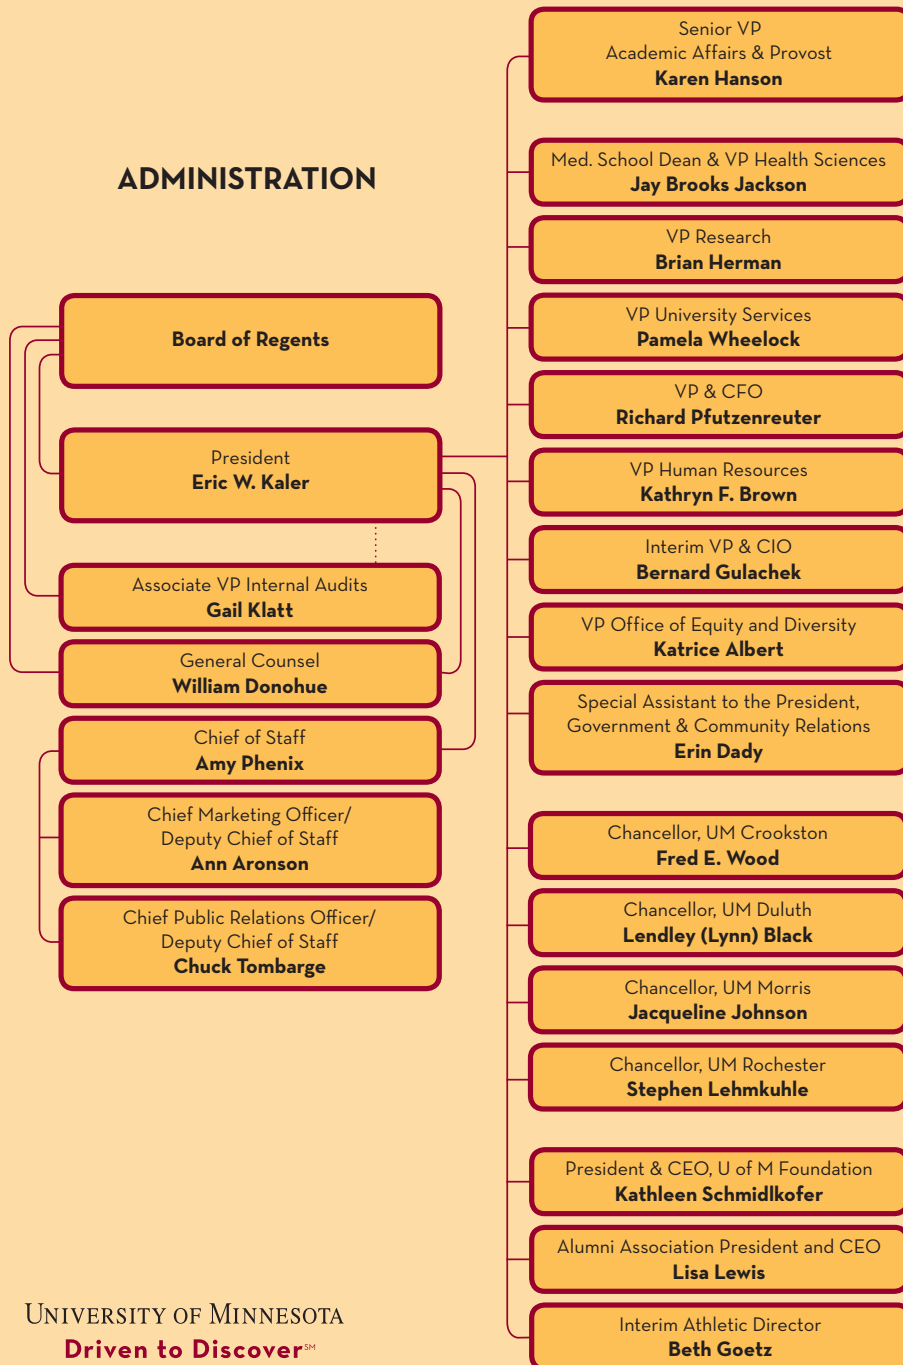 ADMINISTRATION
Board of Regents
President
Eric W. Kaler
Associate VP Internal Audits
Gail Klatt
General Counsel
William Donohue
Chief of Staff
Amy Phenix
Chief Marketing Officer/
Deputy Chief of Staff
Ann Aronson
Chief Public Relations Officer/
Deputy Chief of Staff
Chuck Tombarge
Senior VP
Academic Affairs & Provost
Karen Hanson
Med. School Dean & VP Health Sciences
Jay Brooks Jackson
VP Research
Brian Herman
VP University Services
Pamela Wheelock
VP & CFO
Richard Pfutzenreuter
VP Human Resources
Kathryn F. Brown
Interim VP & CIO
Bernard Gulachek
VP Office of Equity and Diversity
Katrice Albert
Special Assistant to the President,
Government & Community Relations
Erin Dady
Chancellor, UM Crookston
Fred E. Wood
Chancellor, UM Duluth
Lendley (Lynn) Black
Chancellor, UM Morris
Jacqueline Johnson
Chancellor, UM Rochester
Stephen Lehmkuhle
President & CEO, U of M Foundation
Kathleen Schmidlkofer
Alumni Association President and CEO
Lisa Lewis
Interim Athletic Director
Beth Goetz
UNIVERSITY OF MINNESOTA
Driven to Discover℠